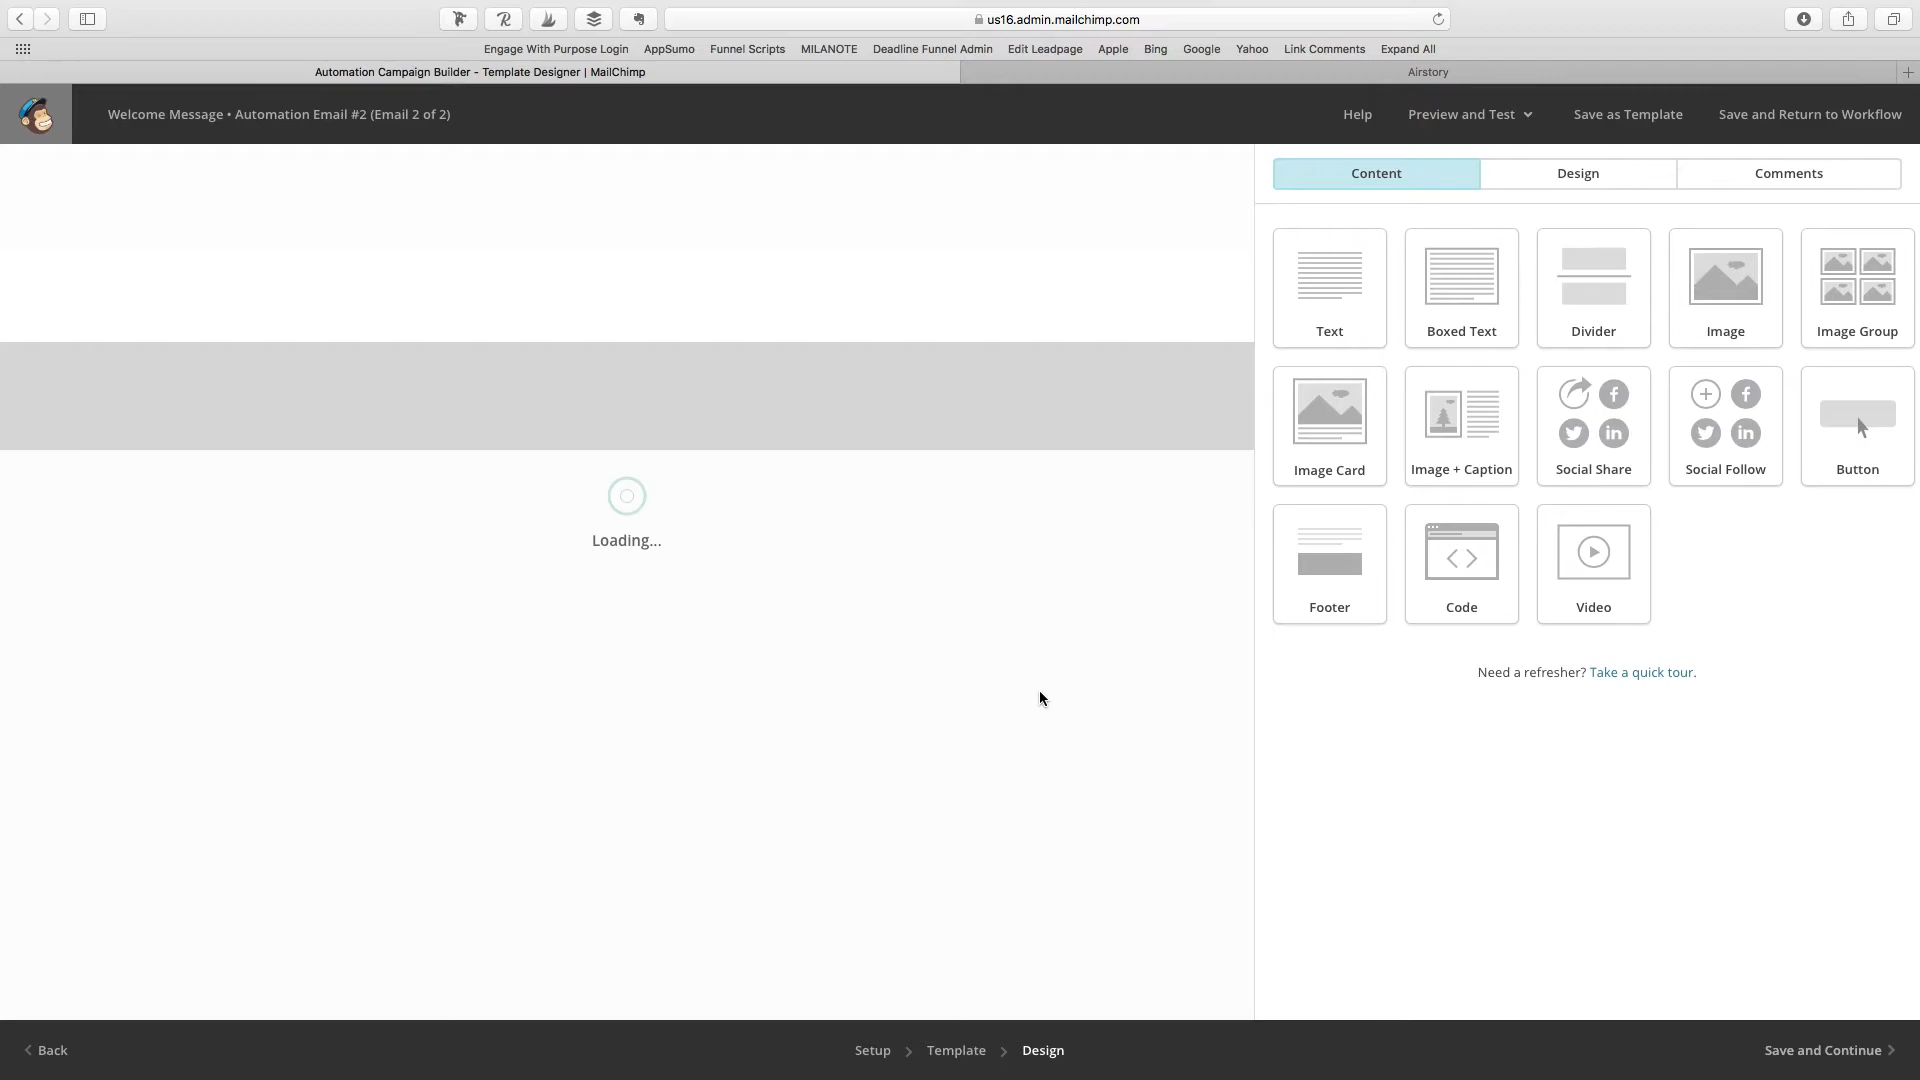 us16.admin.mailchimp.com
Engage With Purpose Login AppSumo Funnel Scripts MILANOTE Deadline Funnel Admin Edit Leadpage Apple Bing Google Yahoo Link Comments Expand All
Automation Campaign Builder - Template Designer | MailChimp Airstory
Welcome Message • Automation Email #2 (Email 2 of 2) Help Preview and Test Save as Template Save and Return to Workflow
Content Design Comments
Text Boxed Text Divider Image Image Group
Image Card Image + Caption Social Share Social Follow Button
Loading...
Footer Code Video
Need a refresher? Take a quick tour.
Back Setup Template Design Save and Continue